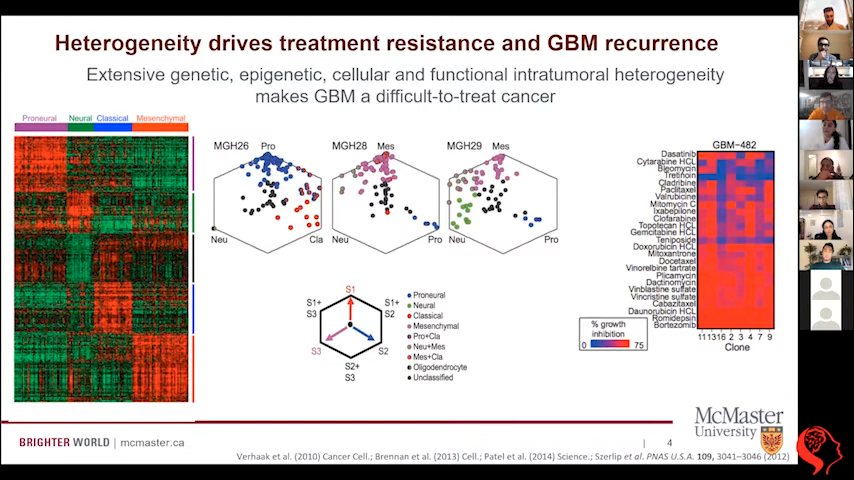 Heterogeneity drives treatment resistance and GBM recurrence
Extensive genetic, epigenetic, cellular and functional intratumoral heterogeneity
makes GBM a difficult-to-treat cancer
Proneural Neural Classical Mesenchymal
MGH26 Pro
Neu Cla
MGH28 Mes
Neu Pro
MGH29 Mes
Neu Pro
S1
S1+
S3
S1+
S2
S3
S2
S2+
S3
Proneural
Neural
Classical
Mesenchymal
Pro+Cla
Neu+Mes
Mes+Cla
Oligodendrocyte
Unclassified
GBM-482
Dasatinib
Cytarabine HCL
Bleomycin
Tretinoin
Cladribine
Paclitaxel
Valrubicine
Mitomycin C
Ixabepilone
Clofarabine
Topotecan HCL
Gemcitabine HCL
Teniposide
Doxorubicin HCL
Mitoxantrone
Docetaxel
Vinorelbine tartrate
Plicamycin
Dactinomycin
Vinblastine sulfate
Vincristine sulfate
Cabazitaxel
Daunorubicin HCL
Romidepsin
Bortezomib
11 13 16 2 3 4 7 9
Clone
% growth
inhibition
0 75
McMaster
University
BRIGHTER WORLD | mcmaster.ca
| 4
Verhaak et al. (2010) Cancer Cell.; Brennan et al. (2013) Cell.; Patel et al. (2014) Science.; Szerlip et al. PNAS U.S.A. 109, 3041–3046 (2012)